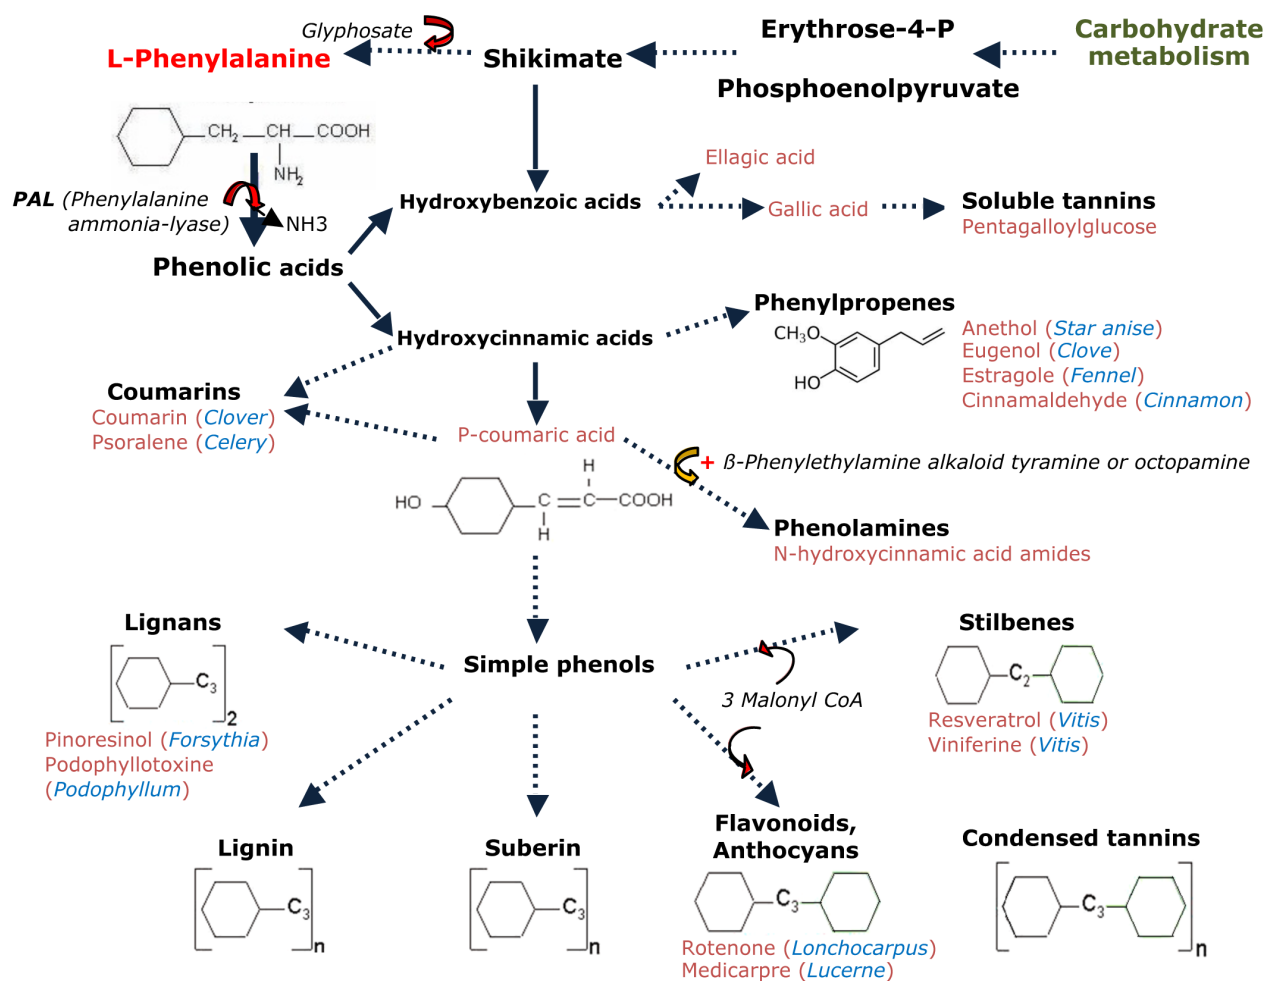 Glyphosate
L-Phenylalanine
Shikimate
Erythrose-4-P
Phosphoenolpyruvate
Carbohydrate
metabolism
CH2 CH COOH
NH2
PAL (Phenylalanine
ammonia-lyase)
NH3
Phenolic acids
Hydroxybenzoic acids
Ellagic acid
Gallic acid
Soluble tannins
Pentagalloylglucose
Hydroxycinnamic acids
Phenylpropenes
CH3O
HO
Anethol (Star anise)
Eugenol (Clove)
Estragole (Fennel)
Cinnamaldehyde (Cinnamon)
Coumarins
Coumarin (Clover)
Psoralene (Celery)
P-coumaric acid
H
HO C C COOH
H
+ ß-Phenylethylamine alkaloid tyramine or octopamine
Phenolamines
N-hydroxycinnamic acid amides
Lignans
C3
2
Pinoresinol (Forsythia)
Podophyllotoxine
(Podophyllum)
Simple phenols
3 Malonyl CoA
Stilbenes
C2
Resveratrol (Vitis)
Viniferine (Vitis)
Lignin
C3
n
Suberin
C3
n
Flavonoids,
Anthocyans
C3
Rotenone (Lonchocarpus)
Medicarpre (Lucerne)
Condensed tannins
C3
n